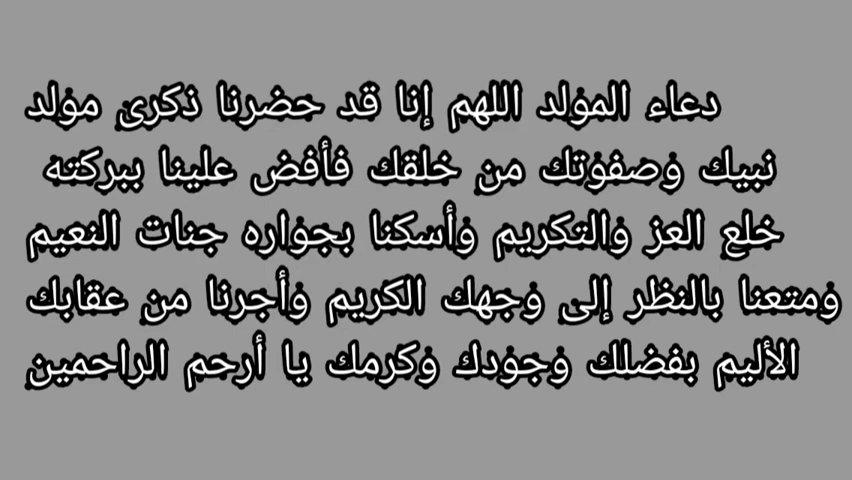 دعاء المولد اللهم إنا قد حضرنا ذكرى مولد
نبيك وصفوتك من خلقك فأفض علينا ببركته
خلع العز والتكريم وأسكنا بجواره جنات النعيم
ومتعنا بالنظر إلى وجهك الكريم وأجرنا من عقابك
الأليم بفضلك وجودك وكرمك يا أرحم الراحمين